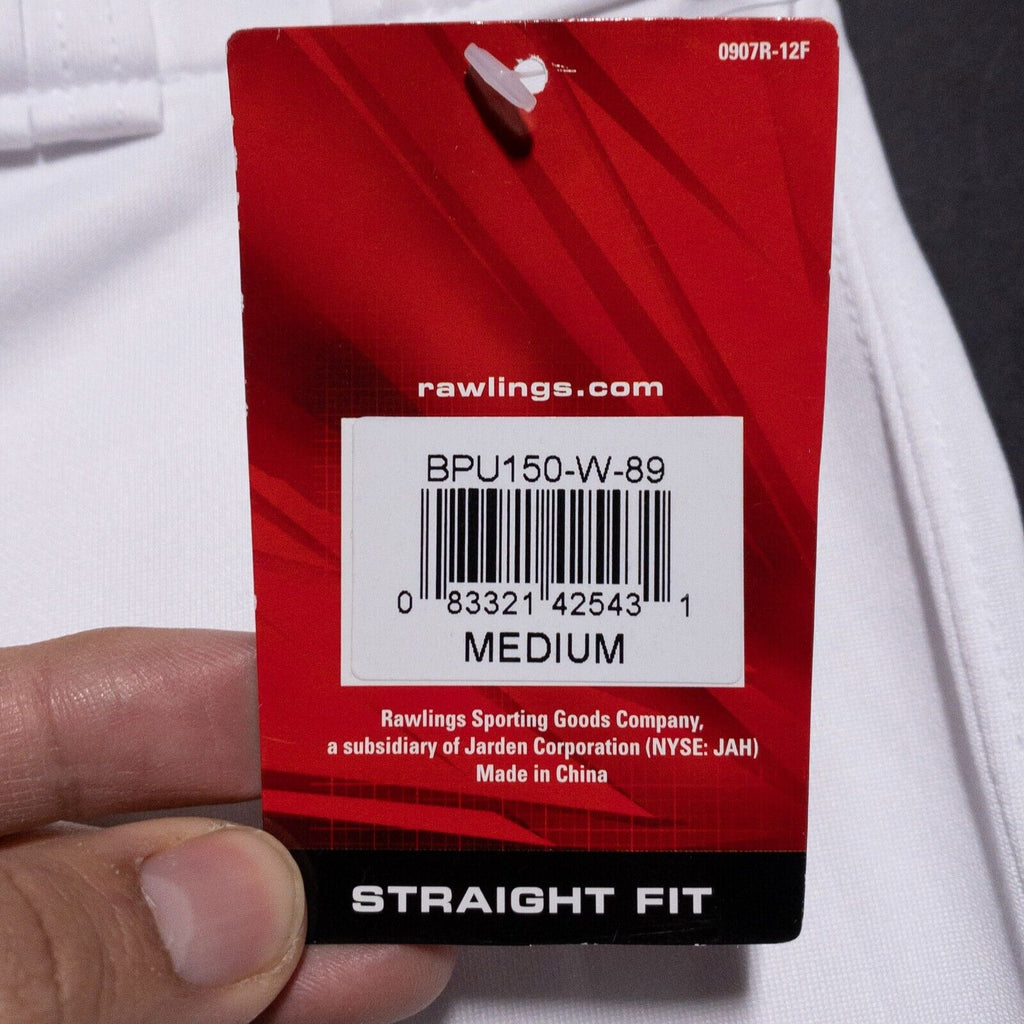 0907R-12F
rawlings.com
BPU150-W-89
0 83321 42543 1
MEDIUM
Rawlings Sporting Goods Company,
a subsidiary of Jarden Corporation (NYSE: JAH)
Made in China
STRAIGHT FIT